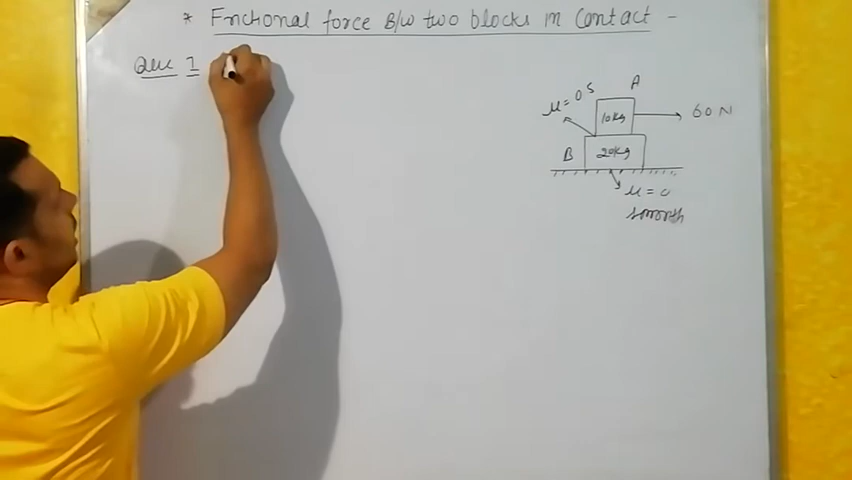 * Frictional force B/w two blocks in Contact -
Que 1
A
μ = 0.5
10kg
60 N
B
20kg
μ = 0
smooth